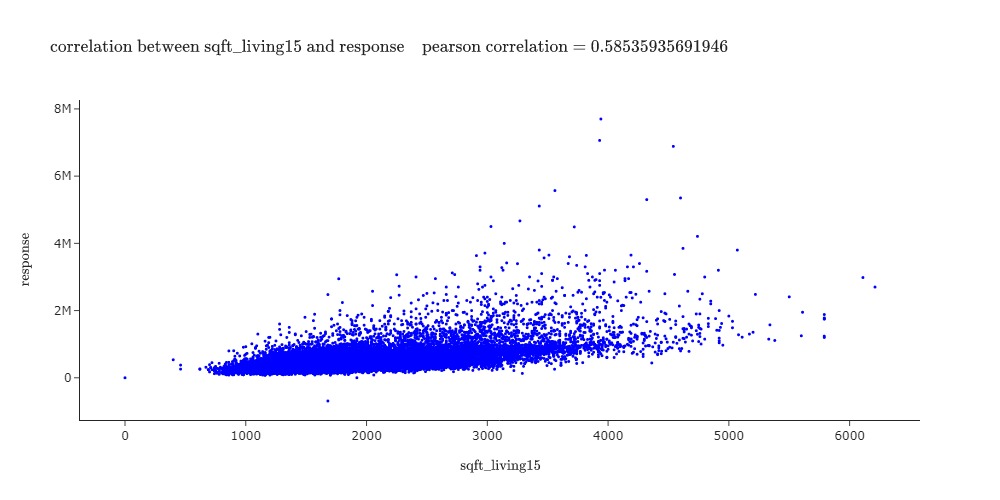 correlation between sqft_living15 and response    pearson correlation = 0.58535935691946
8M
6M
4M
2M
0
response
0 1000 2000 3000 4000 5000 6000
sqft_living15